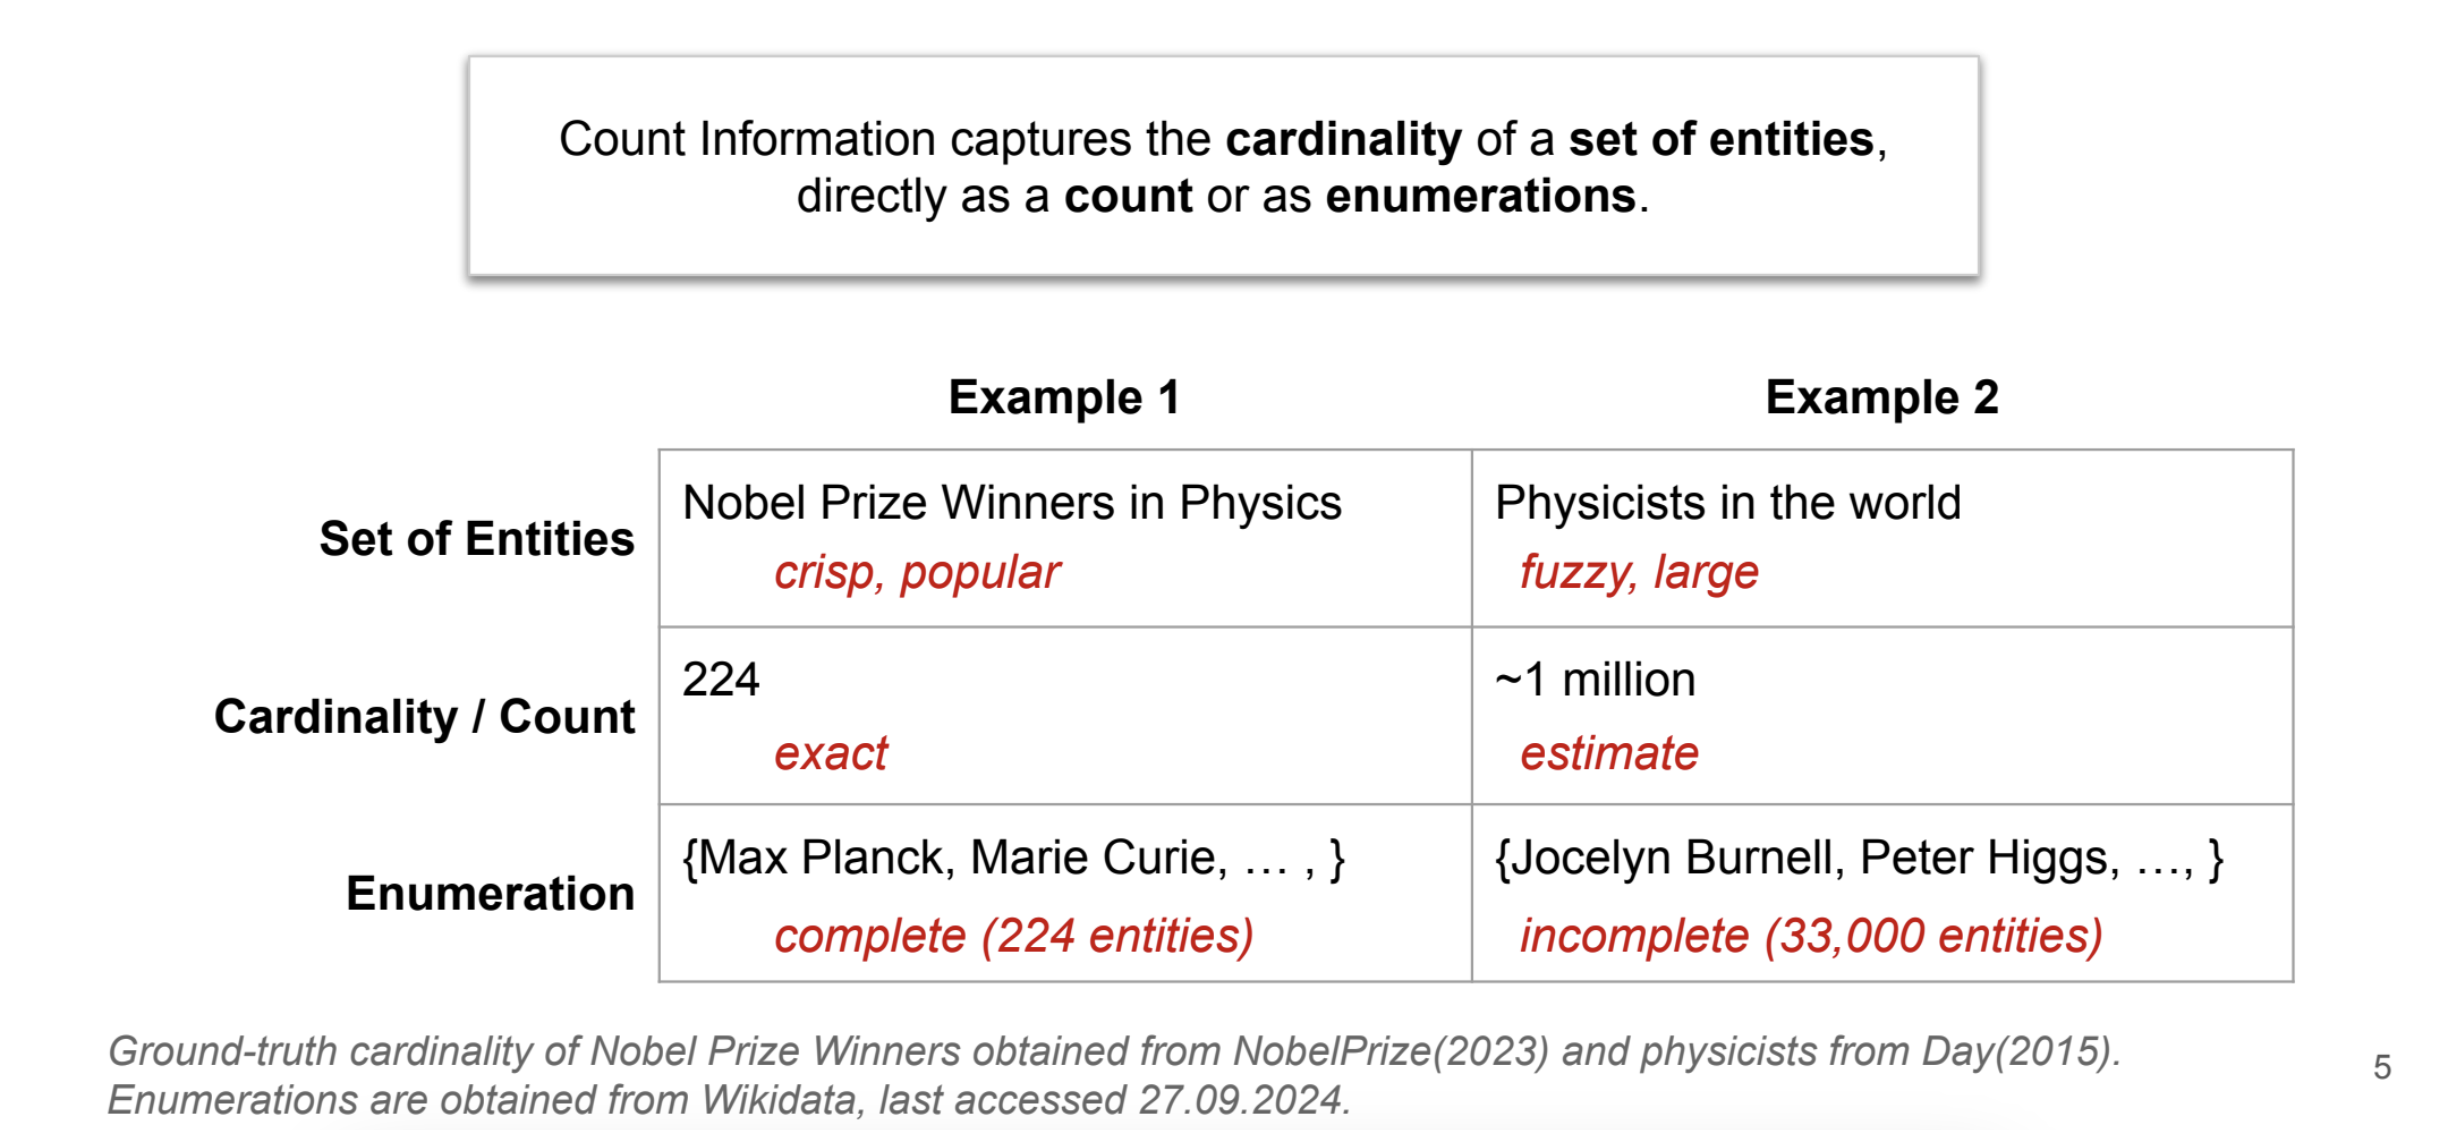 Count Information captures the cardinality of a set of entities,
directly as a count or as enumerations.
Example 1
Example 2
Set of Entities
Nobel Prize Winners in Physics
crisp, popular
Physicists in the world
fuzzy, large
Cardinality / Count
224
exact
~1 million
estimate
Enumeration
{Max Planck, Marie Curie, … , }
complete (224 entities)
{Jocelyn Burnell, Peter Higgs, …, }
incomplete (33,000 entities)
Ground-truth cardinality of Nobel Prize Winners obtained from NobelPrize(2023) and physicists from Day(2015).
Enumerations are obtained from Wikidata, last accessed 27.09.2024.
5